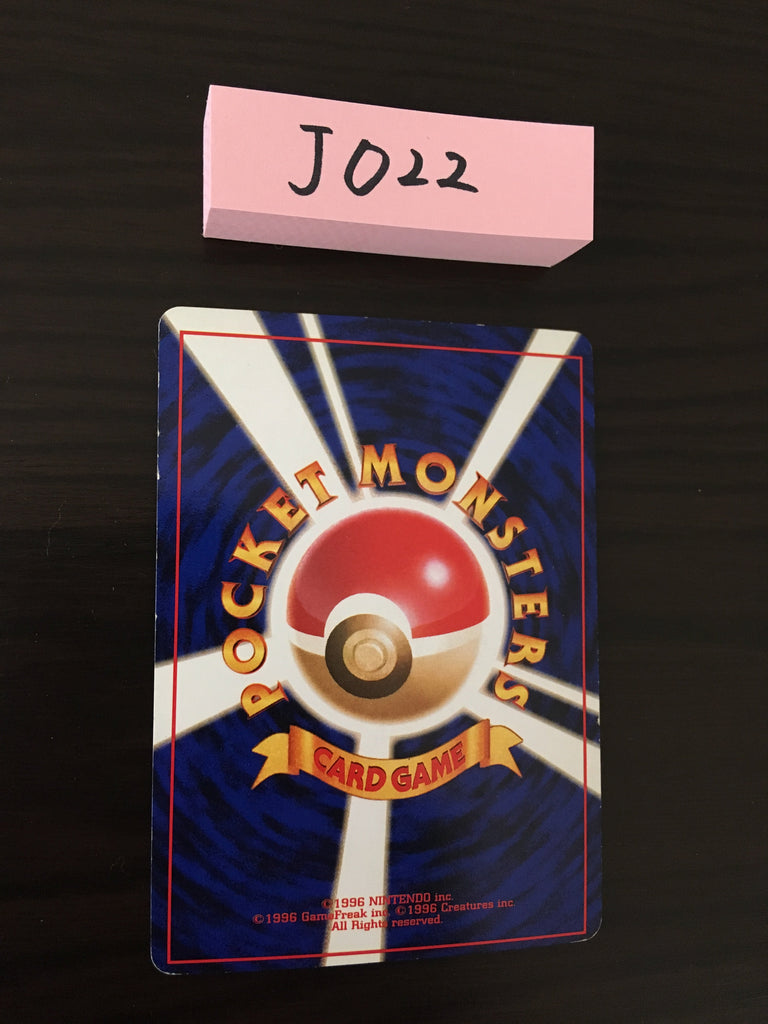 J022
POCKET MONSTERS
CARD GAME
©1996 NINTENDO inc.
©1996 GameFreak inc. ©1996 Creatures inc.
All Rights reserved.